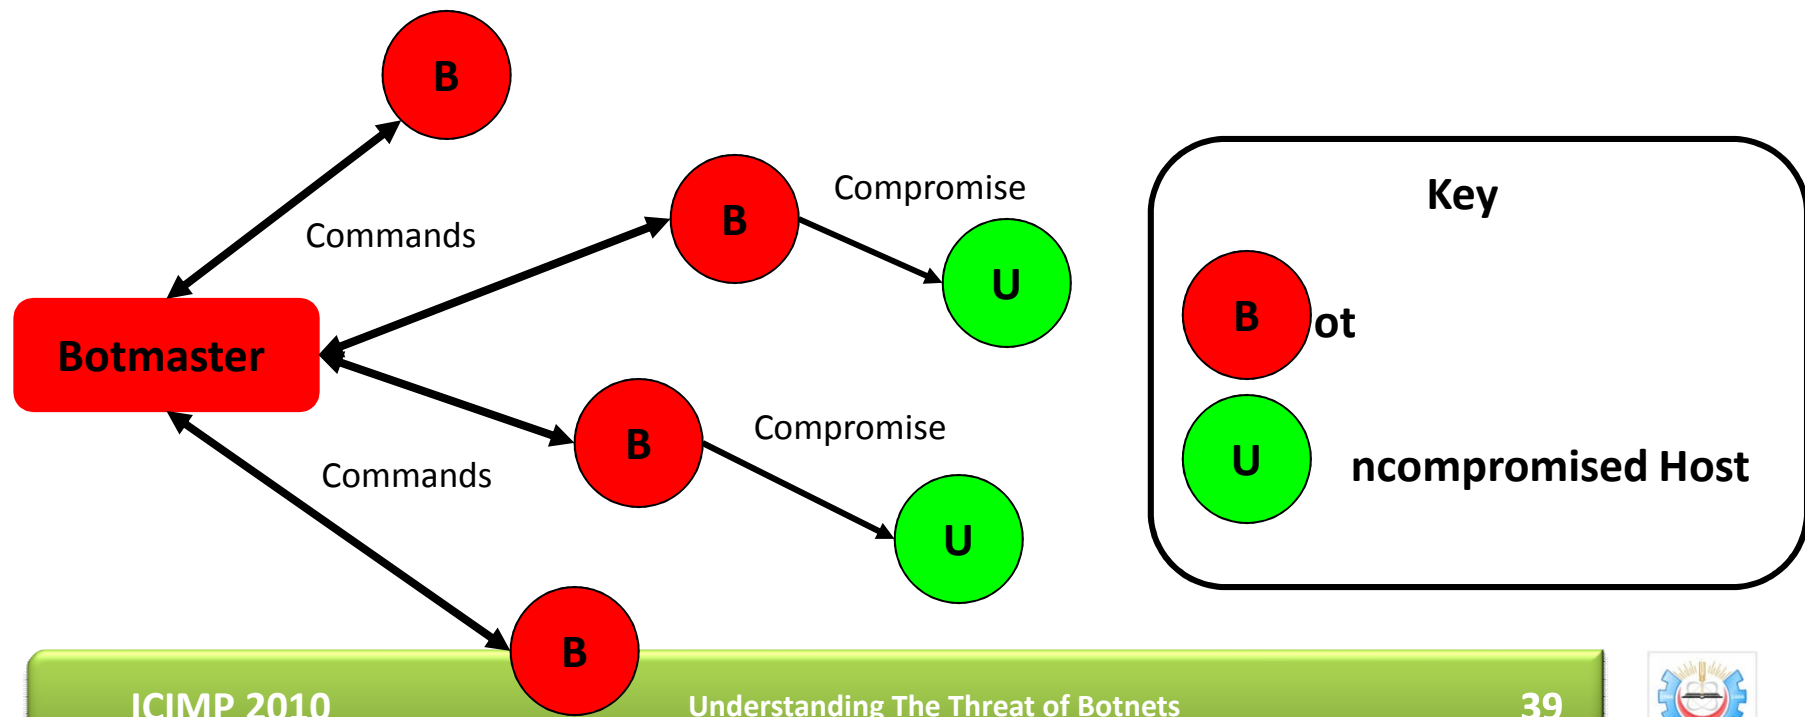 B
Compromise
Key
B
Commands
U
B ot
Botmaster
Compromise
B
U ncompromised Host
Commands
U
B
ICIMP 2010 Understanding The Threat of Botnets 39